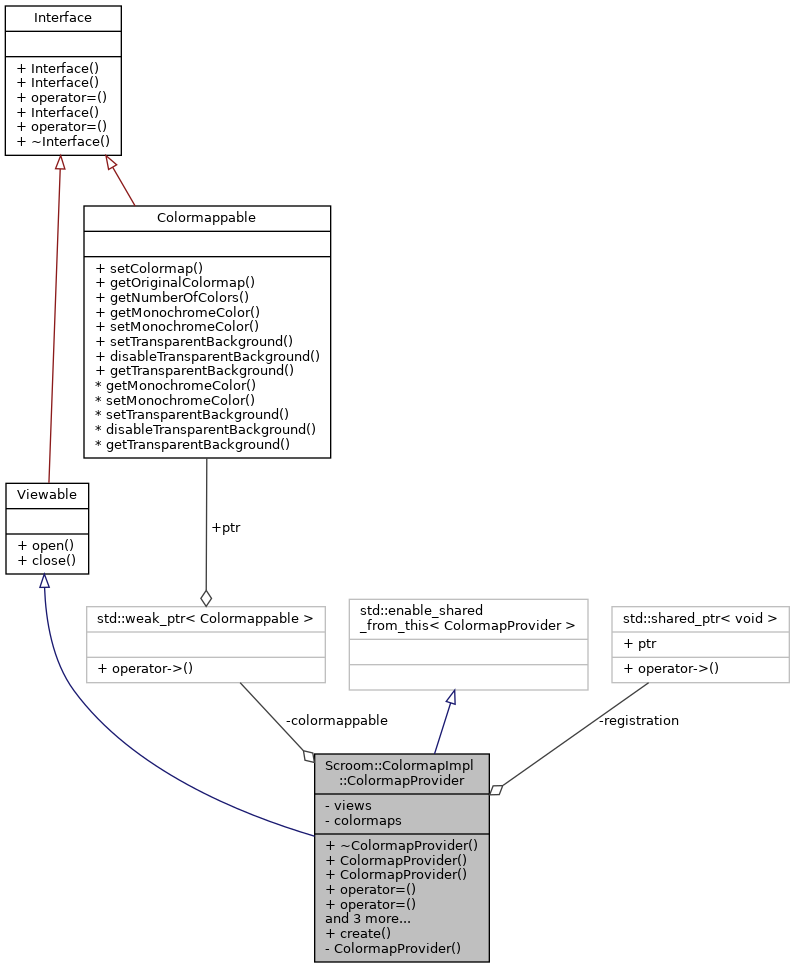 Interface
+ Interface()
+ Interface()
+ operator=()
+ Interface()
+ operator=()
+ ~Interface()
Colormappable
+ setColormap()
+ getOriginalColormap()
+ getNumberOfColors()
+ getMonochromeColor()
+ setMonochromeColor()
+ setTransparentBackground()
+ disableTransparentBackground()
+ getTransparentBackground()
* getMonochromeColor()
* setMonochromeColor()
* setTransparentBackground()
* disableTransparentBackground()
* getTransparentBackground()
Viewable
+ open()
+ close()
+ptr
std::weak_ptr< Colormappable >
+ operator->()
std::enable_shared
_from_this< ColormapProvider >
std::shared_ptr< void >
+ ptr
+ operator->()
-colormappable
-registration
Scroom::ColormapImpl
::ColormapProvider
- views
- colormaps
+ ~ColormapProvider()
+ ColormapProvider()
+ ColormapProvider()
+ operator=()
+ operator=()
and 3 more...
+ create()
- ColormapProvider()